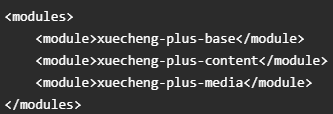 <modules>
    <module>xuecheng-plus-base</module>
    <module>xuecheng-plus-content</module>
    <module>xuecheng-plus-media</module>
</modules>